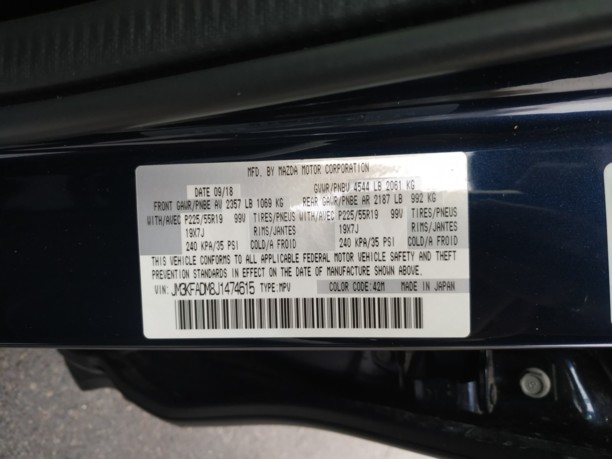 MFD. BY MAZDA MOTOR CORPORATION
DATE 09/18 GVWR/PNBV 4544 LB 2061 KG
FRONT GAWR/PNBE AV 2357 LB 1069 KG REAR GAWR/PNBE AR 2187 LB 992 KG
WITH/AVEC P225/55R19 99V TIRES/PNEUS WITH/AVEC P225/55R19 99V TIRES/PNEUS
19X7J RIMS/JANTES 19X7J RIMS/JANTES
240 KPA/35 PSI COLD/A FROID 240 KPA/35 PSI COLD/A FROID
THIS VEHICLE CONFORMS TO ALL APPLICABLE FEDERAL MOTOR VEHICLE SAFETY AND THEFT
PREVENTION STANDARDS IN EFFECT ON THE DATE OF MANUFACTURE SHOWN ABOVE.
VIN: JM3KFADM8J1474615 TYPE:MPV COLOR CODE:42M MADE IN JAPAN